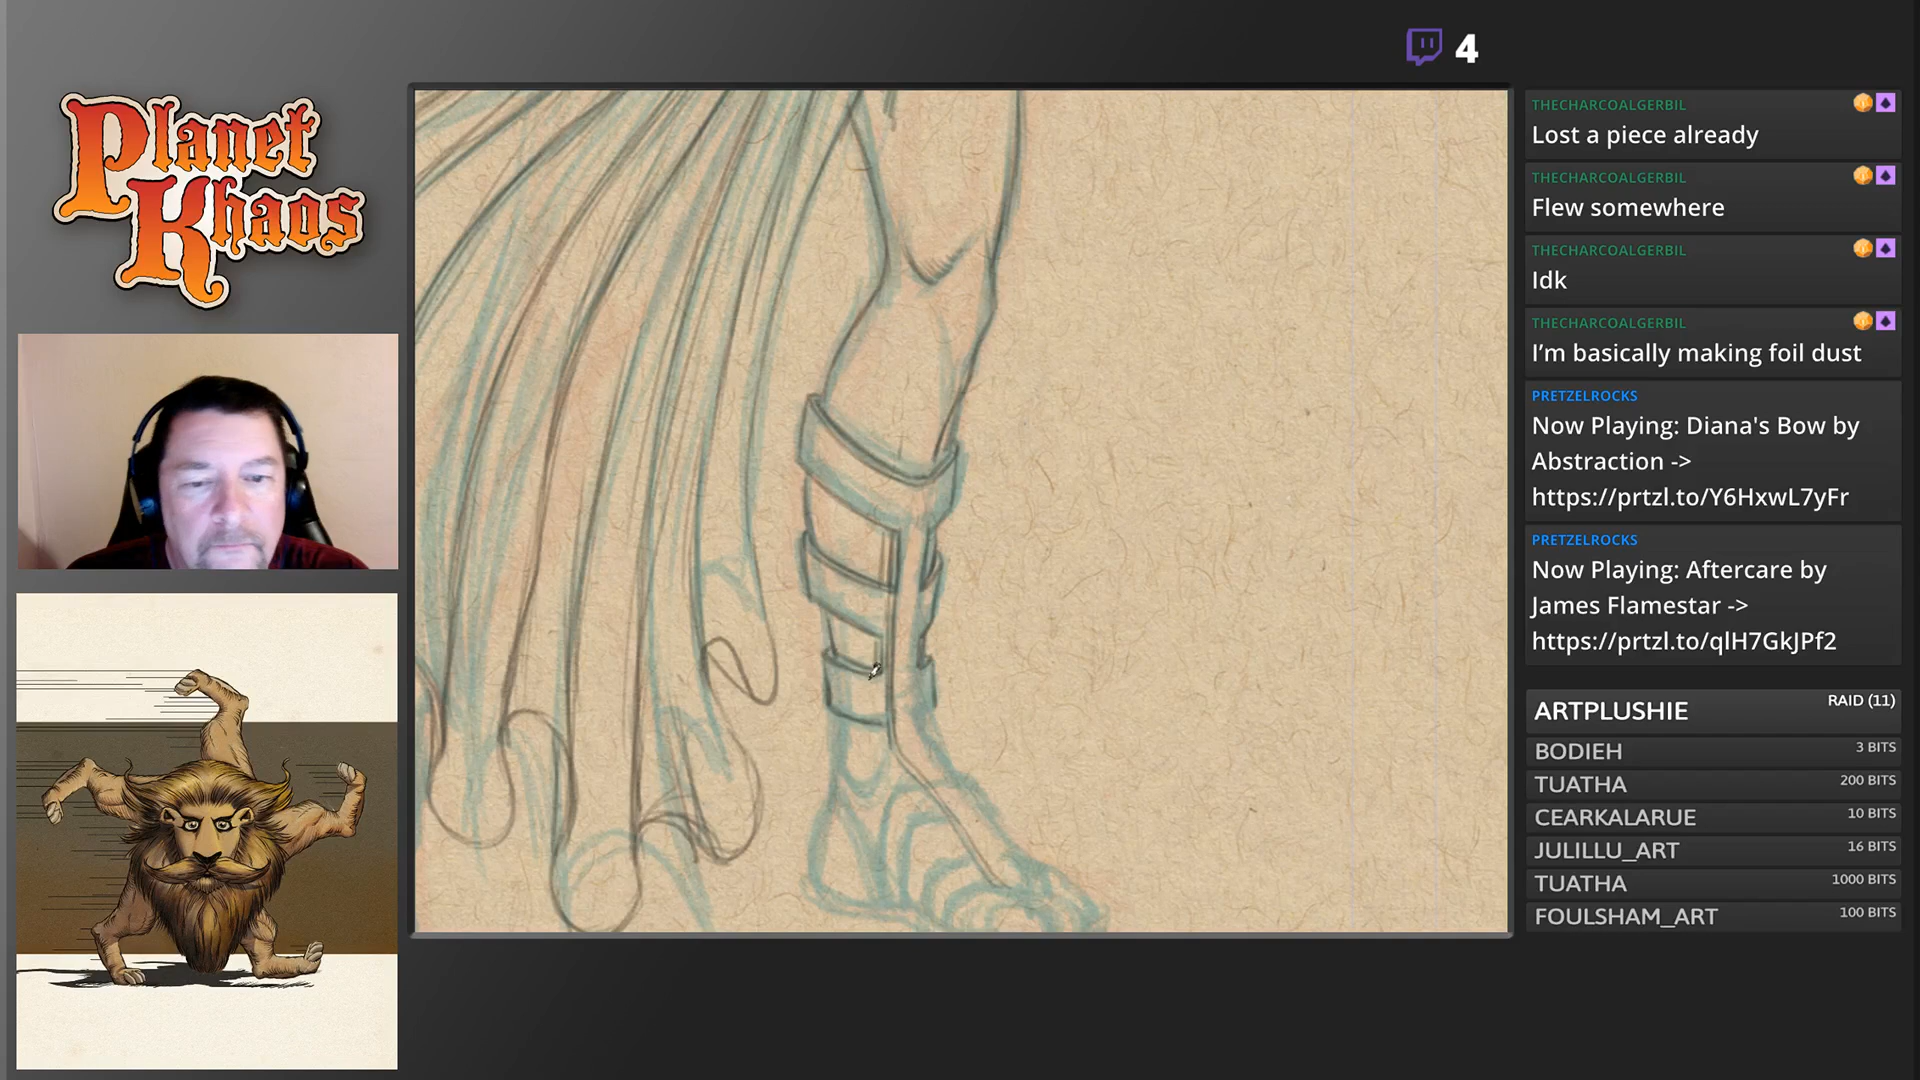 4
Planet
Khaos
THECHARCOALGERBIL
Lost a piece already
THECHARCOALGERBIL
Flew somewhere
THECHARCOALGERBIL
Idk
THECHARCOALGERBIL
I’m basically making foil dust
PRETZELROCKS
Now Playing: Diana's Bow by
Abstraction ->
https://prtzl.to/Y6HxwL7yFr
PRETZELROCKS
Now Playing: Aftercare by
James Flamestar ->
https://prtzl.to/qlH7GkJPf2
ARTPLUSHIE RAID (11)
BODIEH 3 BITS
TUATHA 200 BITS
CEARKALARUE 10 BITS
JULILLU_ART 16 BITS
TUATHA 1000 BITS
FOULSHAM_ART 100 BITS